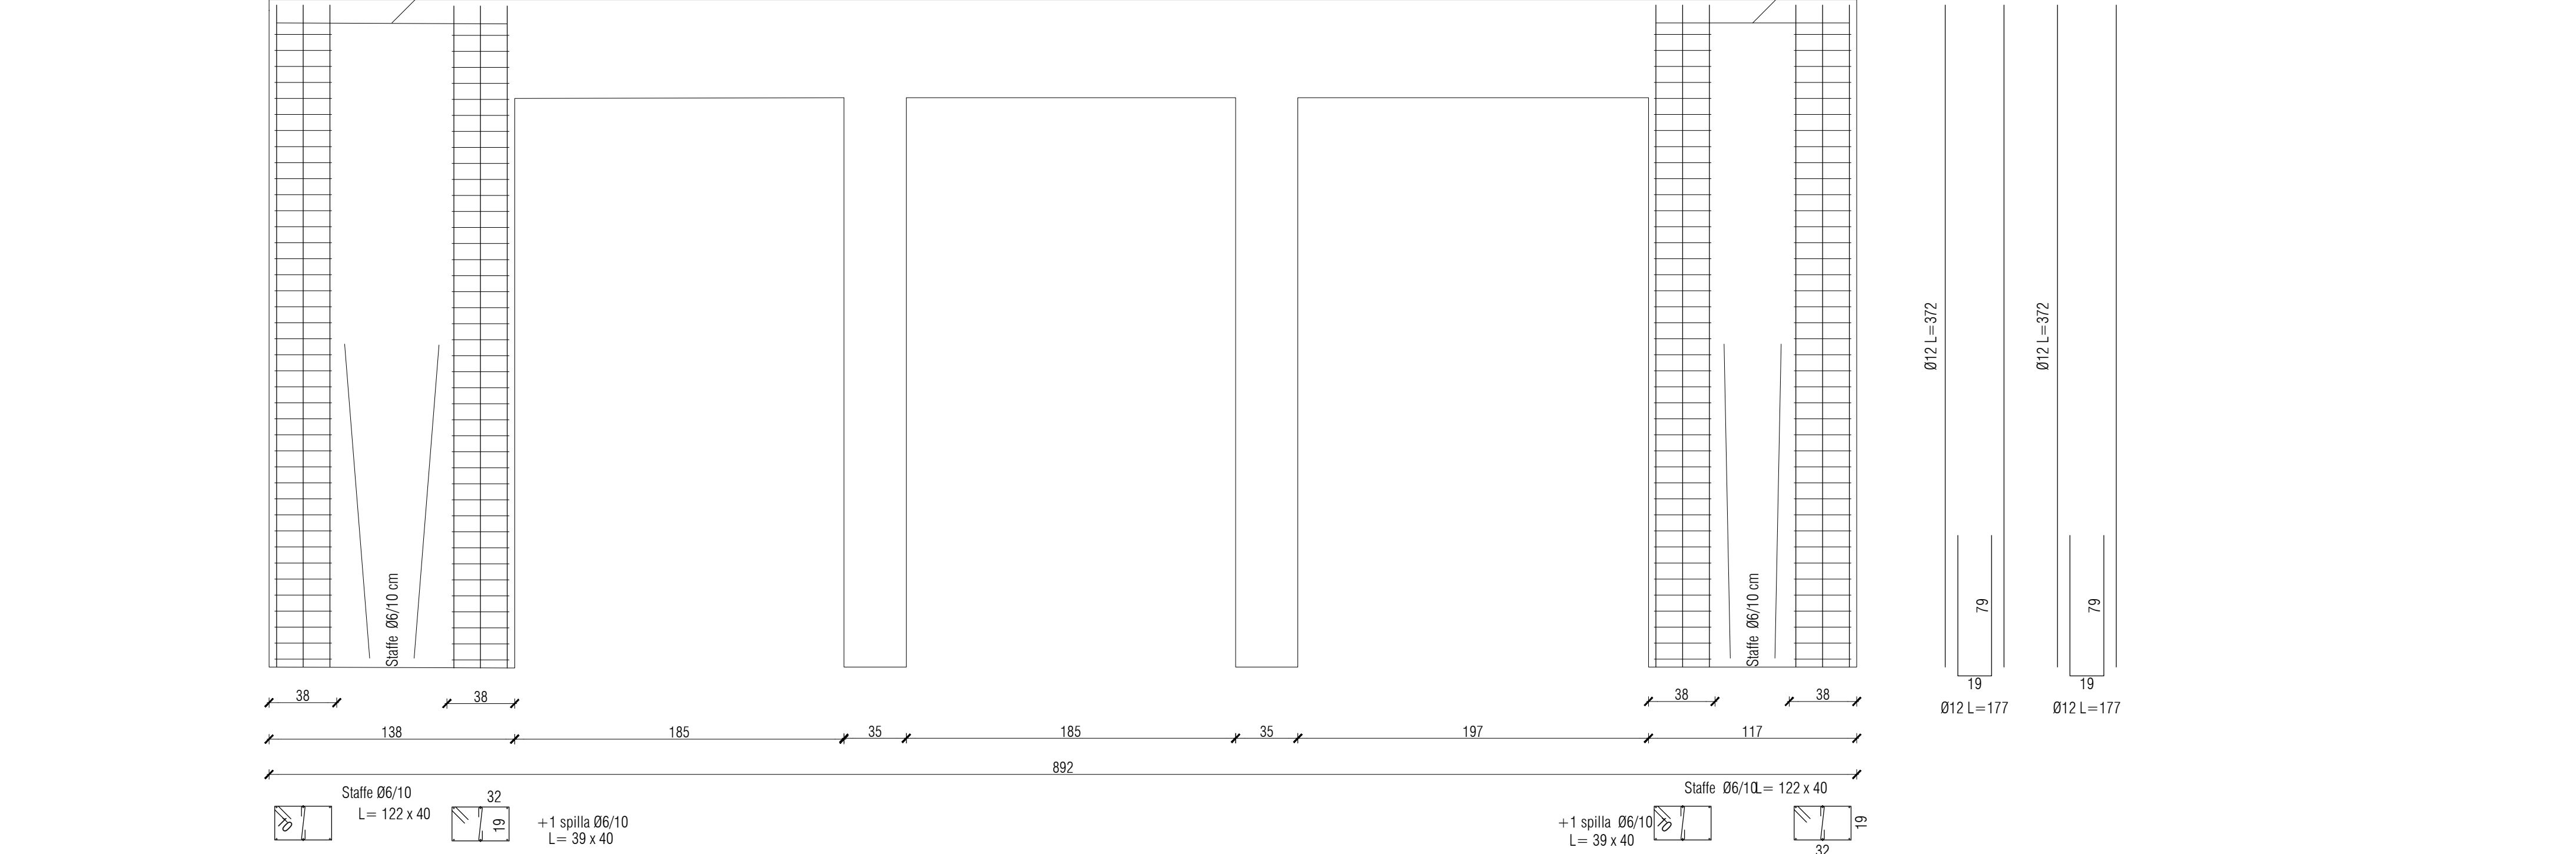 Ø12 L=372
Ø12 L=372
Staffe Ø6/10 cm
Staffe Ø6/10 cm
79
79
19
19
Ø12 L=177
Ø12 L=177
38
38
38
38
138
185
35
185
35
197
117
892
Staffe Ø6/10
L= 122 x 40
10
32
19
+1 spilla Ø6/10
L= 39 x 40
Staffe Ø6/10L= 122 x 40
+1 spilla Ø6/10
L= 39 x 40
10
19
32